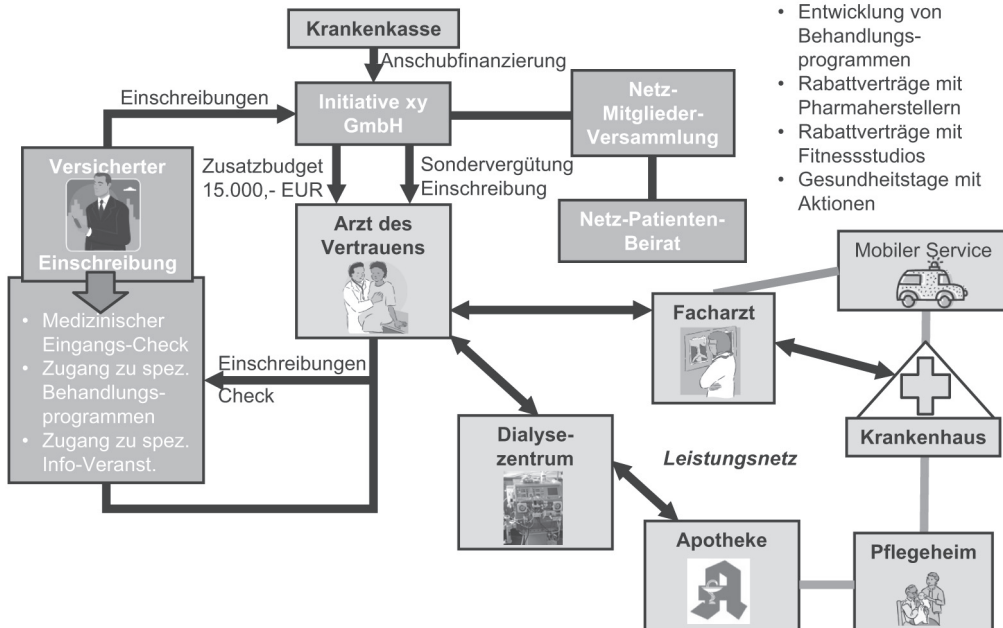 Krankenkasse
Anschubfinanzierung
Einschreibungen
Initiative xy
GmbH
Netz-
Mitglieder-
Versammlung
• Entwicklung von
Behandlungs-
programmen
• Rabattverträge mit
Pharmaherstellern
• Rabattverträge mit
Fitnessstudios
• Gesundheitstage mit
Aktionen
Versicherter
Einschreibung
Zusatzbudget
15.000,- EUR
Sondervergütung
Einschreibung
Arzt des
Vertrauens
Netz-Patienten-
Beirat
Mobiler Service
• Medizinischer
Eingangs-Check
• Zugang zu spez.
Behandlungs-
programmen
• Zugang zu spez.
Info-Veranst.
Einschreibungen
Check
Facharzt
Krankenhaus
Dialyse-
zentrum
Leistungsnetz
Apotheke
Pflegeheim